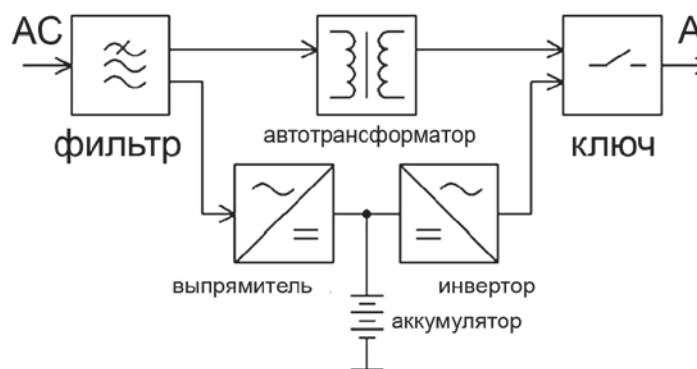 AC
A
фильтр
автотрансформатор
ключ
выпрямитель
инвертор
аккумулятор